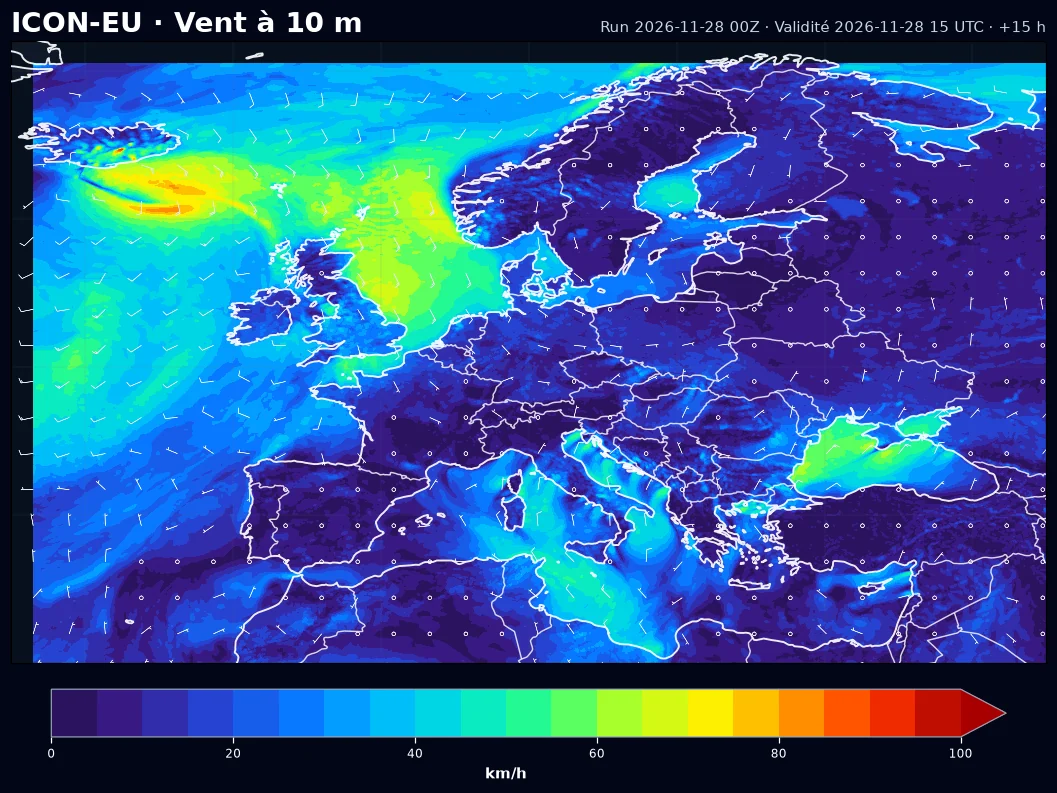 ICON-EU · Vent à 10 m
Run 2026-11-28 00Z · Validité 2026-11-28 15 UTC · +15 h
0 20 40 60 80 100
km/h